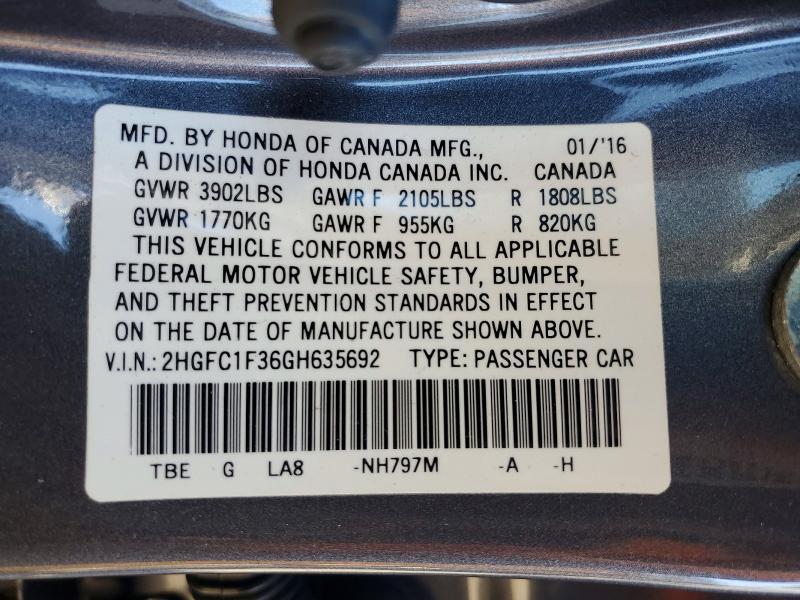 MFD. BY HONDA OF CANADA MFG., 01/'16
A DIVISION OF HONDA CANADA INC. CANADA
GVWR 3902LBS GAWR F 2105LBS R 1808LBS
GVWR 1770KG GAWR F 955KG R 820KG
THIS VEHICLE CONFORMS TO ALL APPLICABLE
FEDERAL MOTOR VEHICLE SAFETY, BUMPER,
AND THEFT PREVENTION STANDARDS IN EFFECT
ON THE DATE OF MANUFACTURE SHOWN ABOVE.
V.I.N.: 2HGFC1F36GH635692 TYPE: PASSENGER CAR
TBE G LA8 -NH797M -A -H